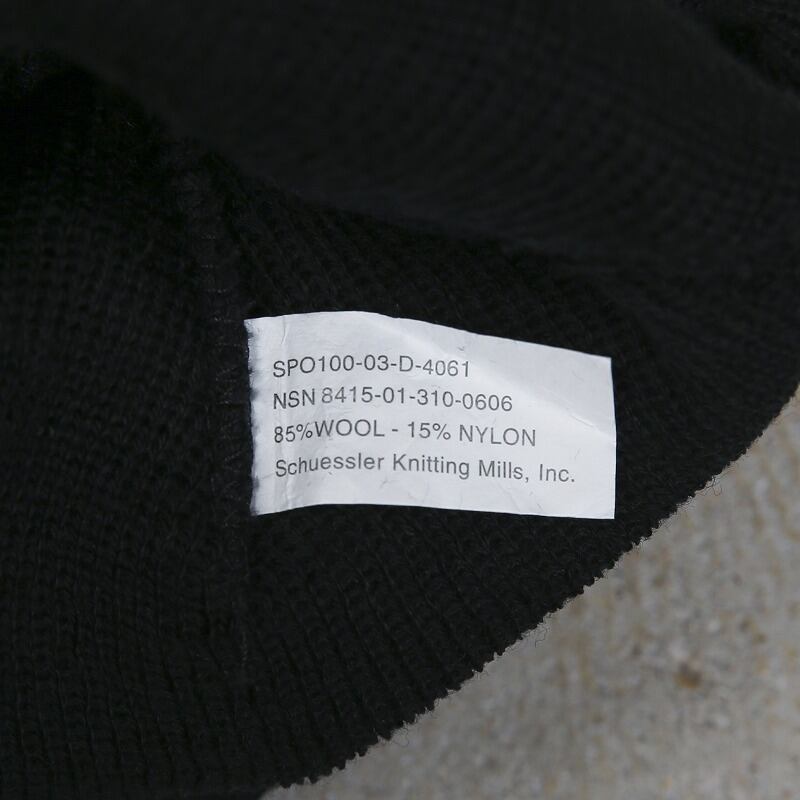 SPO100-03-D-4061
NSN 8415-01-310-0606
85%WOOL - 15% NYLON
Schuessler Knitting Mills, Inc.